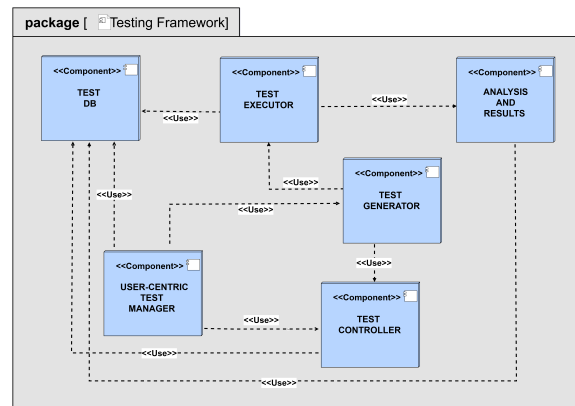 package [ Testing Framework]
<<Component>>
TEST
DB
<<Component>>
TEST
EXECUTOR
<<Component>>
ANALYSIS
AND
RESULTS
<<Use>>
<<Use>>
<<Component>>
TEST
GENERATOR
<<Use>>
<<Use>>
<<Use>>
<<Use>>
<<Component>>
USER-CENTRIC
TEST
MANAGER
<<Component>>
TEST
CONTROLLER
<<Use>>
<<Use>>
<<Use>>